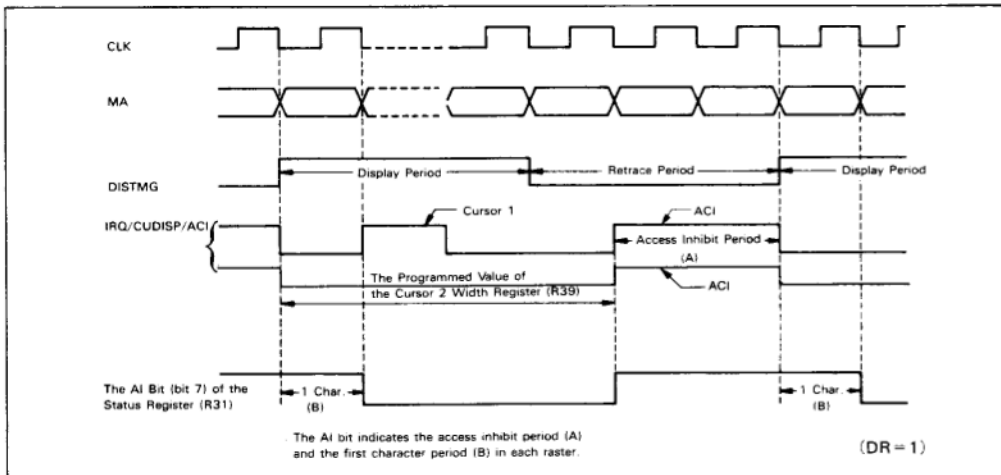 CLK
MA
DISTMG
Display Period
Retrace Period
Display Period
IRQ/CUDISP/ACI
Cursor 1
ACI
Access Inhibit Period
(A)
The Programmed Value of
the Cursor 2 Width Register (R39)
ACI
The AI Bit (bit 7) of the
Status Register (R31)
1 Char.
(B)
1 Char.
(B)
The AI bit indicates the access inhibit period (A)
and the first character period (B) in each raster.
(DR=1)